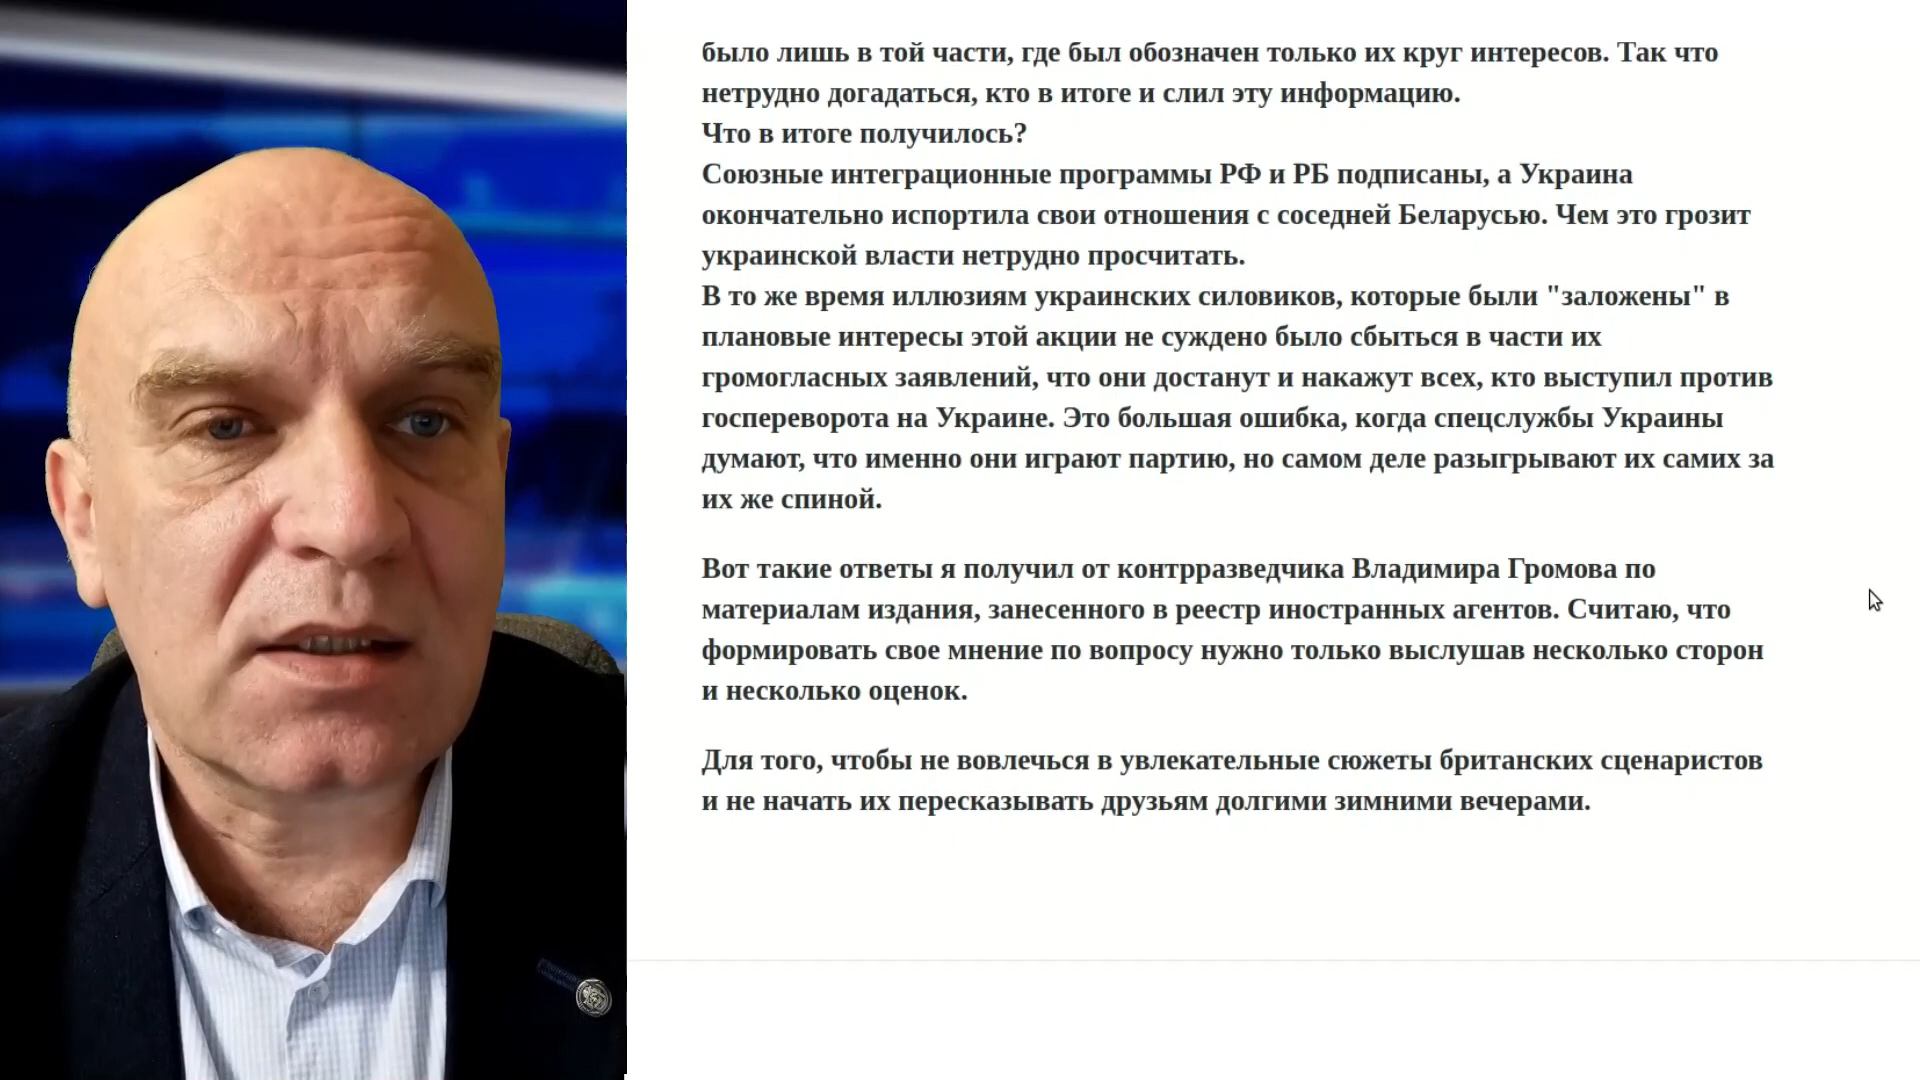 было лишь в той части, где был обозначен только их круг интересов. Так что
нетрудно догадаться, кто в итоге и слил эту информацию.
Что в итоге получилось?
Союзные интеграционные программы РФ и РБ подписаны, а Украина
окончательно испортила свои отношения с соседней Беларусью. Чем это грозит
украинской власти нетрудно просчитать.
В то же время иллюзиям украинских силовиков, которые были "заложены" в
плановые интересы этой акции не суждено было сбыться в части их
громогласных заявлений, что они достанут и накажут всех, кто выступил против
госпереворота на Украине. Это большая ошибка, когда спецслужбы Украины
думают, что именно они играют партию, но самом деле разыгрывают их самих за
их же спиной.
Вот такие ответы я получил от контрразведчика Владимира Громова по
материалам издания, занесенного в реестр иностранных агентов. Считаю, что
формировать свое мнение по вопросу нужно только выслушав несколько сторон
и несколько оценок.
Для того, чтобы не вовлечься в увлекательные сюжеты британских сценаристов
и не начать их пересказывать друзьям долгими зимними вечерами.